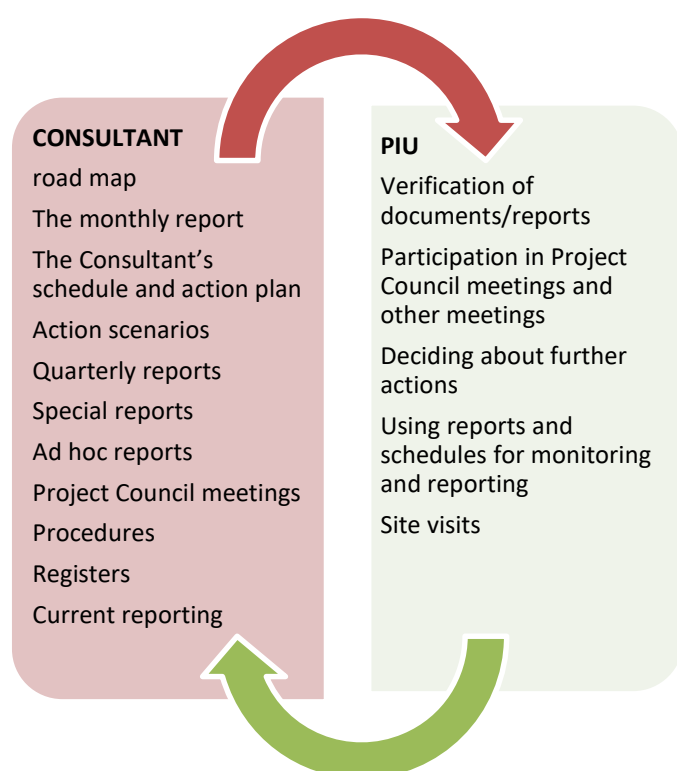 CONSULTANT
road map
The monthly report
The Consultant’s
schedule and action plan
Action scenarios
Quarterly reports
Special reports
Ad hoc reports
Project Council meetings
Procedures
Registers
Current reporting
PIU
Verification of
documents/reports
Participation in Project
Council meetings and
other meetings
Deciding about further
actions
Using reports and
schedules for monitoring
and reporting
Site visits